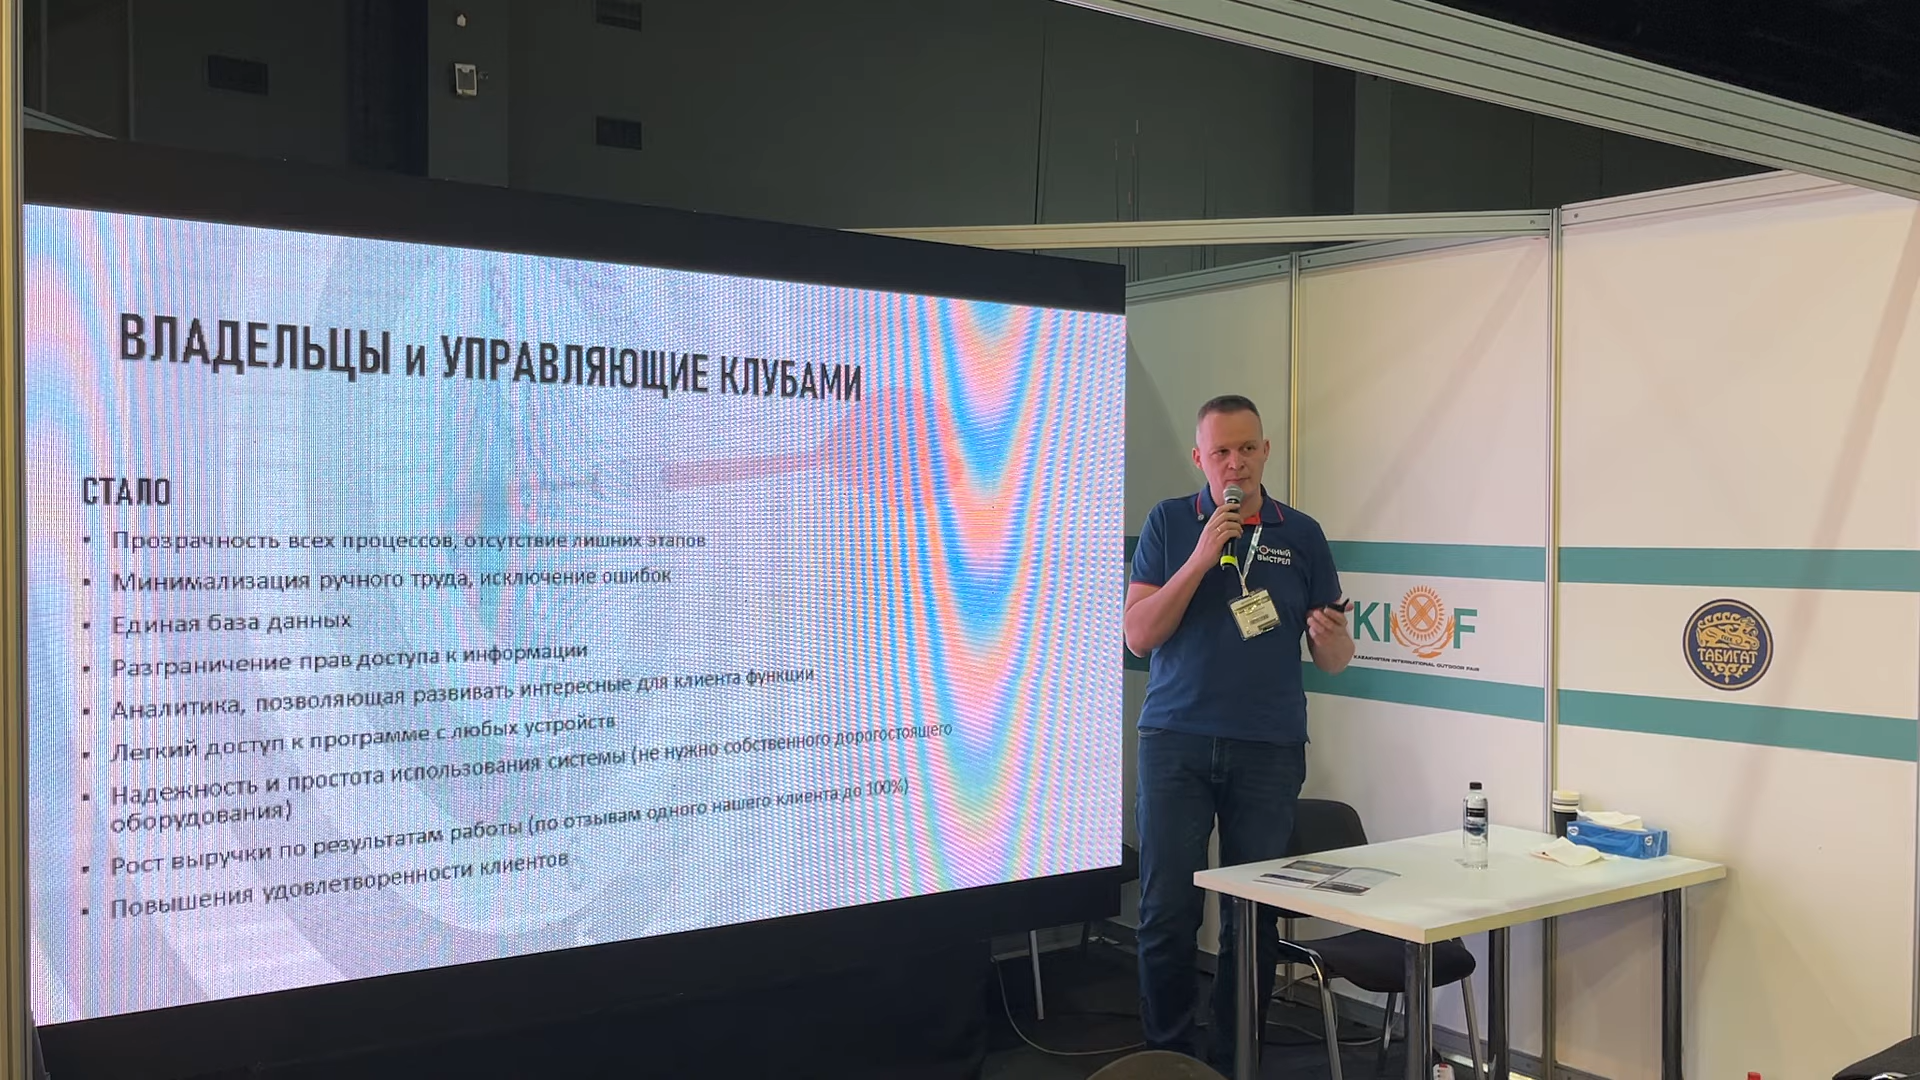 ВЛАДЕЛЬЦЫ и УПРАВЛЯЮЩИЕ КЛУБАМИ
СТАЛО
▪ Прозрачность всех процессов, отсутствие лишних этапов
▪ Минимализация ручного труда, исключение ошибок
▪ Единая база данных
▪ Разграничение прав доступа к информации
▪ Аналитика, позволяющая развивать интересные для клиента функции
▪ Легкий доступ к программе с любых устройств
▪ Надежность и простота использования системы (не нужно собственного дорогостоящего
оборудования)
▪ Рост выручки по результатам работы (по отзывам одного нашего клиента до 100%)
▪ Повышения удовлетворенности клиентов
ТОЧНЫЙ
ВЫСТРЕЛ
KIOF
KAZAKHSTAN INTERNATIONAL OUTDOOR FAIR
ТАБИГАТ